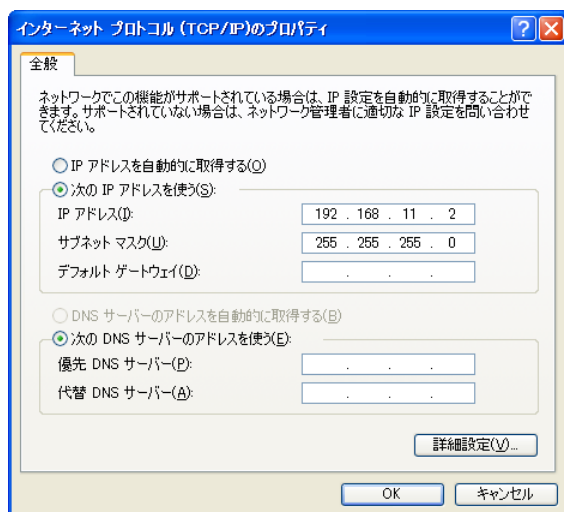 インターネット プロトコル (TCP/IP)のプロパティ
全般
ネットワークでこの機能がサポートされている場合は、IP 設定を自動的に取得することがで
きます。サポートされていない場合は、ネットワーク管理者に適切な IP 設定を問い合わせ
てください。
IP アドレスを自動的に取得する(O)
次の IP アドレスを使う(S):
IP アドレス(I):
192 . 168 . 11 . 2
サブネット マスク(U):
255 . 255 . 255 . 0
デフォルト ゲートウェイ(D):
. . .
DNS サーバーのアドレスを自動的に取得する(B)
次の DNS サーバーのアドレスを使う(E):
優先 DNS サーバー(P):
. . .
代替 DNS サーバー(A):
. . .
詳細設定(V)...
OK
キャンセル